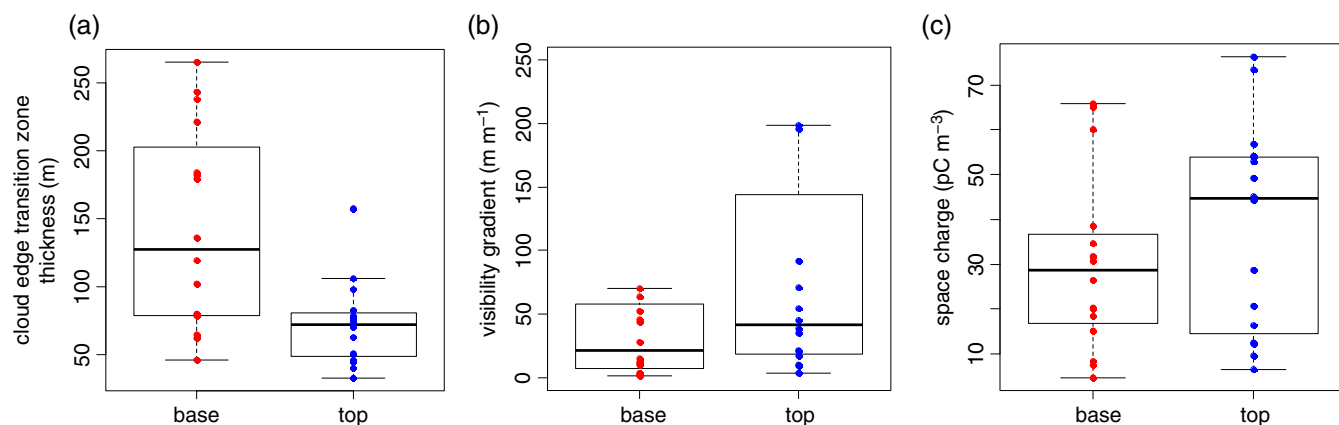 (a)
cloud edge transition zone
thickness (m)
50
100
150
200
250
base
top
(b)
visibility gradient (m m⁻¹)
0
50
100
150
200
250
base
top
(c)
space charge (pC m⁻³)
10
30
50
70
base
top